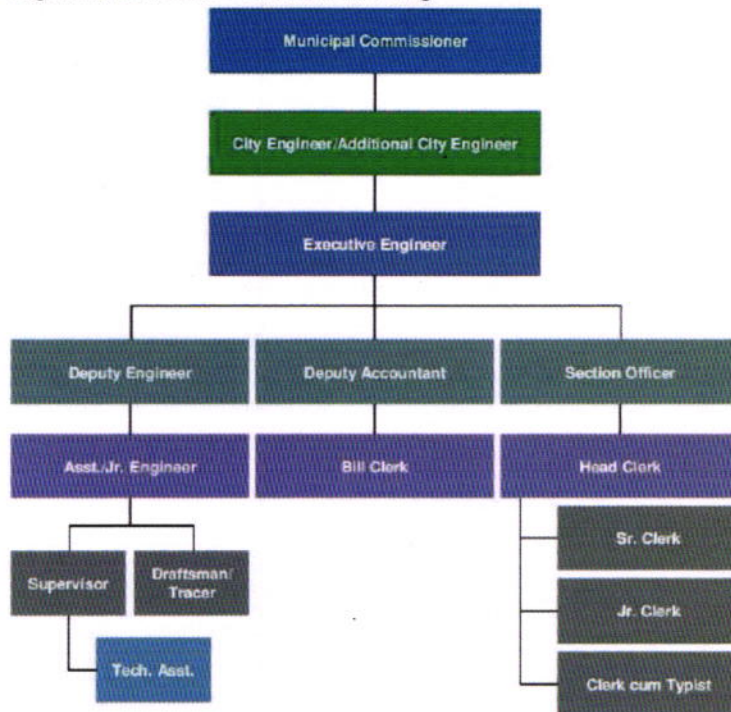 Municipal Commissioner
City Engineer/Additional City Engineer
Executive Engineer
Deputy Engineer
Deputy Accountant
Section Officer
Asst./Jr. Engineer
Bill Clerk
Head Clerk
Supervisor
Draftsman/
Tracer
Sr. Clerk
Jr. Clerk
Tech. Asst.
Clerk cum Typist